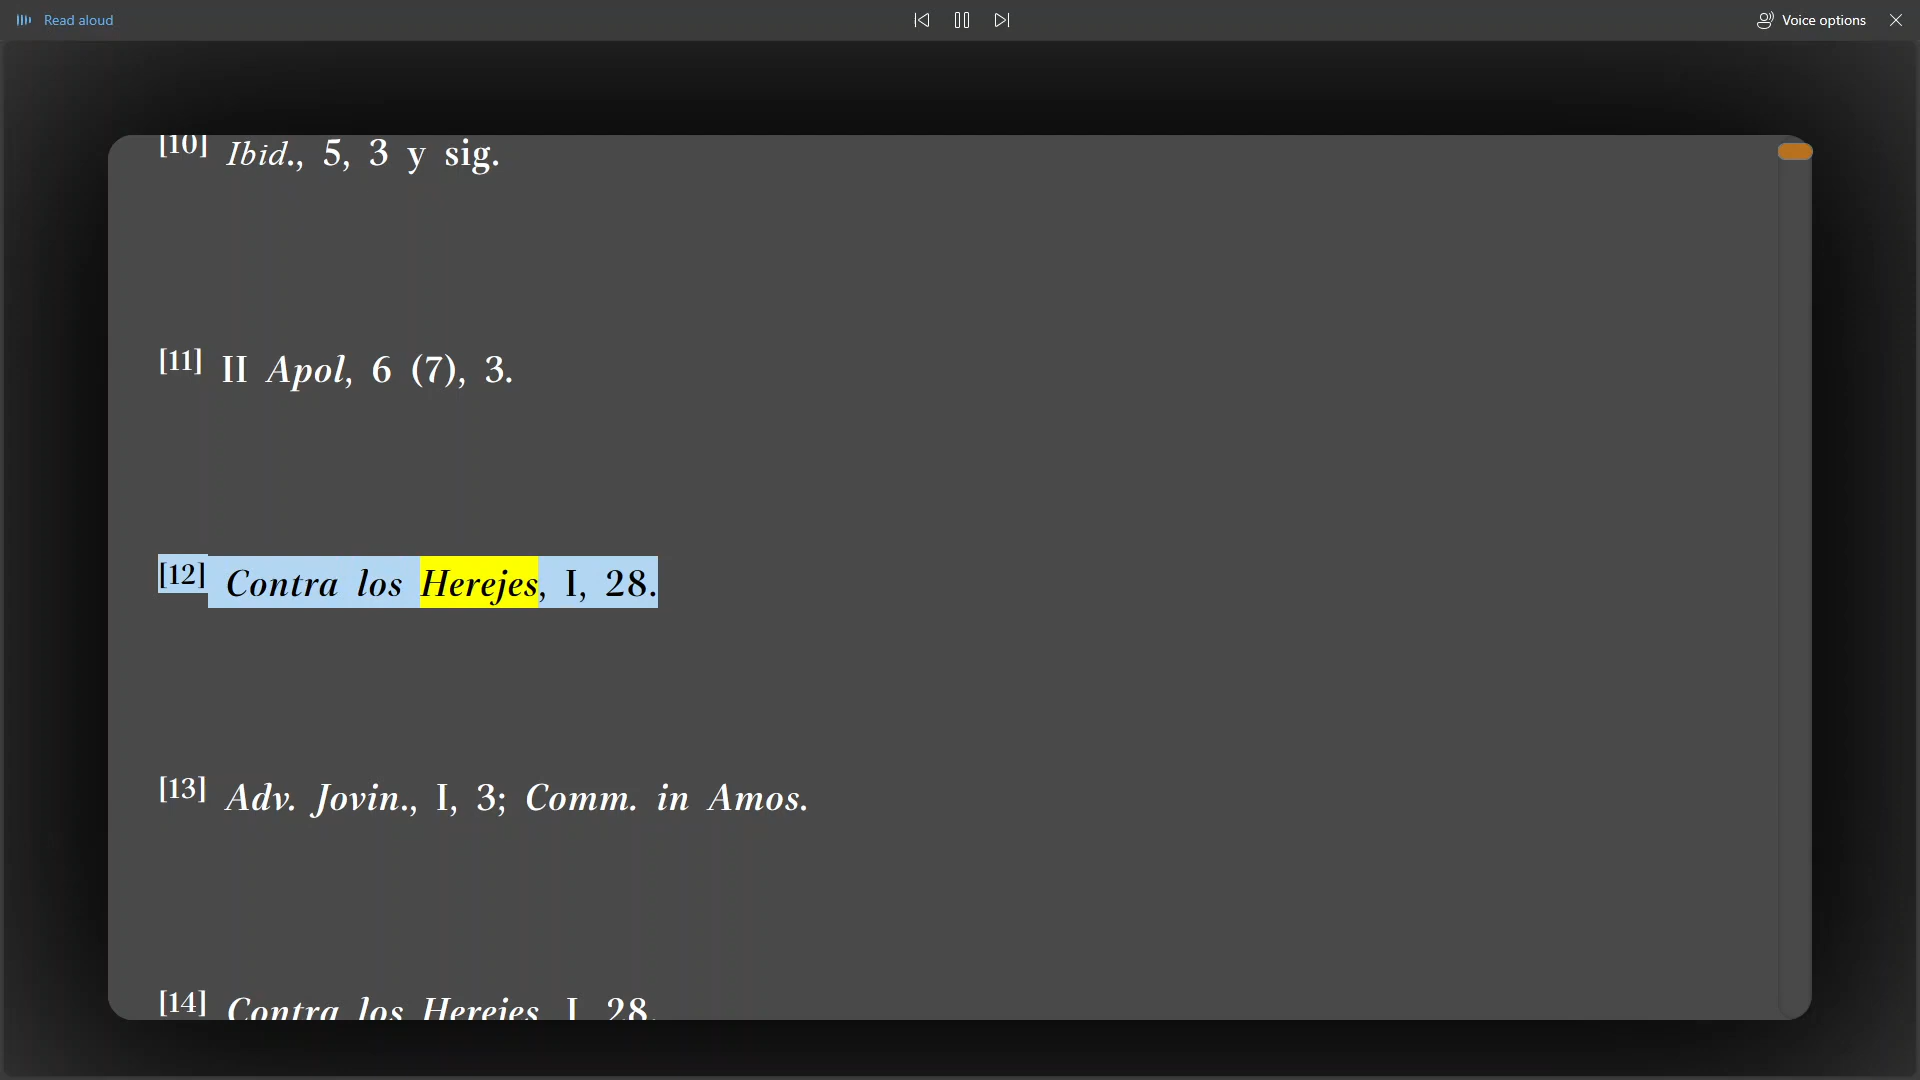 Read aloud
Voice options
[10] Ibid., 5, 3 y sig.
[11] II Apol, 6 (7), 3.
[12] Contra los Herejes, I, 28.
[13] Adv. Jovin., I, 3; Comm. in Amos.
[14] Contra los Herejes, I, 28.